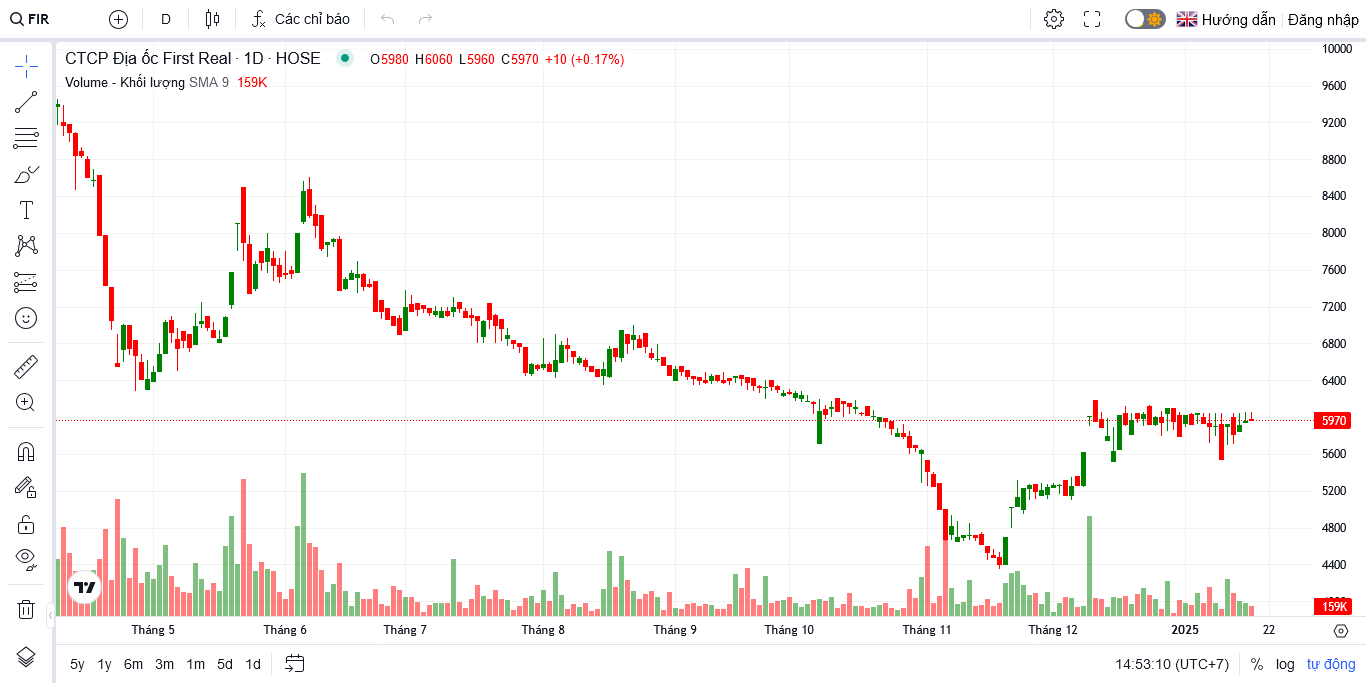 FIR
D
Các chỉ báo
Hướng dẫn
Đăng nhập
CTCP Địa ốc First Real · 1D · HOSE
O5980 H6060 L5960 C5970 +10 (+0.17%)
Volume - Khối lượng SMA 9 159K
10000
9600
9200
8800
8400
8000
7600
7200
6800
6400
5970
5600
5200
4800
4400
159K
Tháng 5
Tháng 6
Tháng 7
Tháng 8
Tháng 9
Tháng 10
Tháng 11
Tháng 12
2025
22
5y 1y 6m 3m 1m 5d 1d
14:53:10 (UTC+7)
%
log
tự động